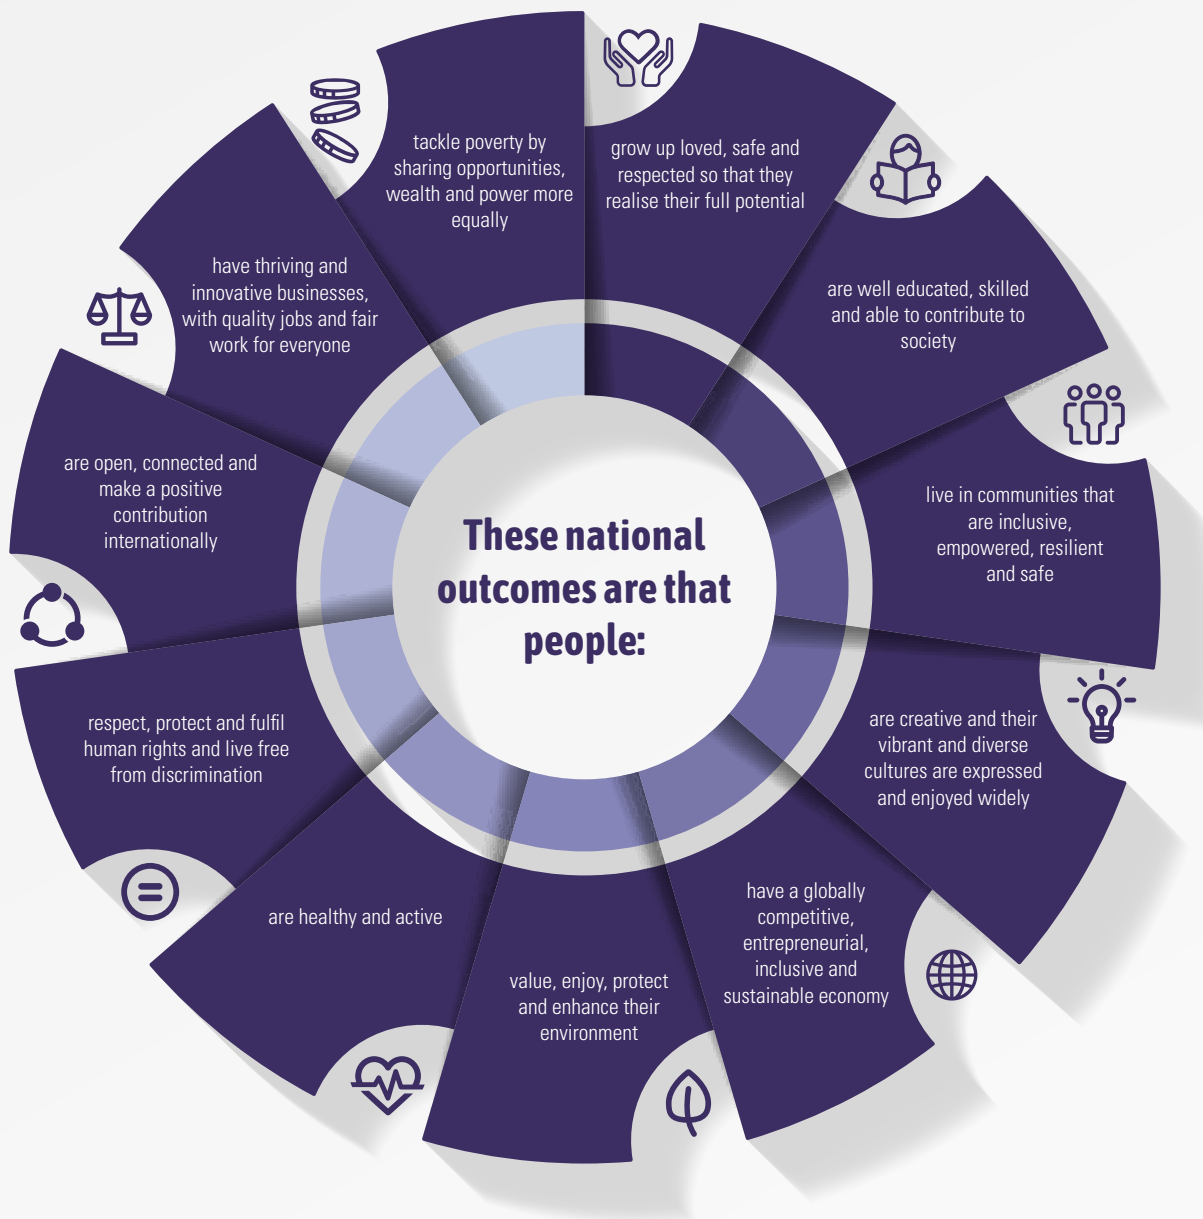 These national
outcomes are that
people:
grow up loved, safe and
respected so that they
realise their full potential
are well educated, skilled
and able to contribute to
society
live in communities that
are inclusive,
empowered, resilient
and safe
are creative and their
vibrant and diverse
cultures are expressed
and enjoyed widely
have a globally
competitive,
entrepreneurial,
inclusive and
sustainable economy
value, enjoy, protect
and enhance their
environment
are healthy and active
respect, protect and fulfil
human rights and live free
from discrimination
are open, connected and
make a positive
contribution
internationally
have thriving and
innovative businesses,
with quality jobs and fair
work for everyone
tackle poverty by
sharing opportunities,
wealth and power more
equally